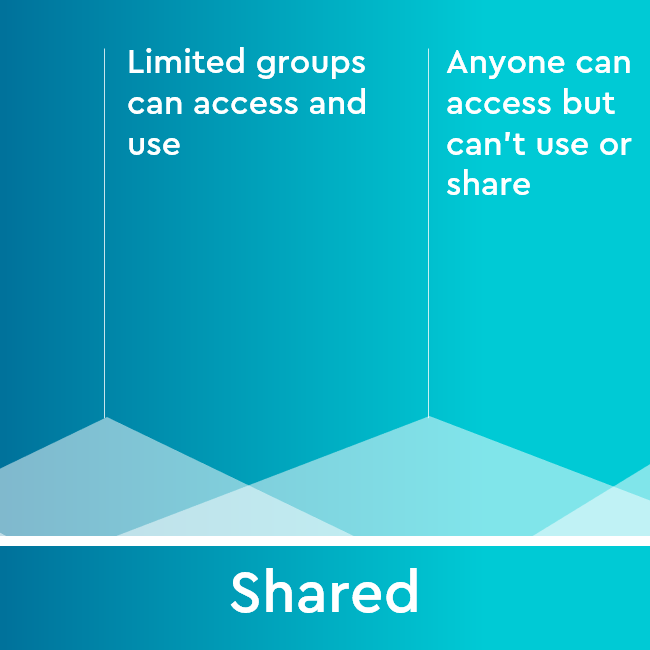 Limited groups
can access and
use
Anyone can
access but
can't use or
share
Shared